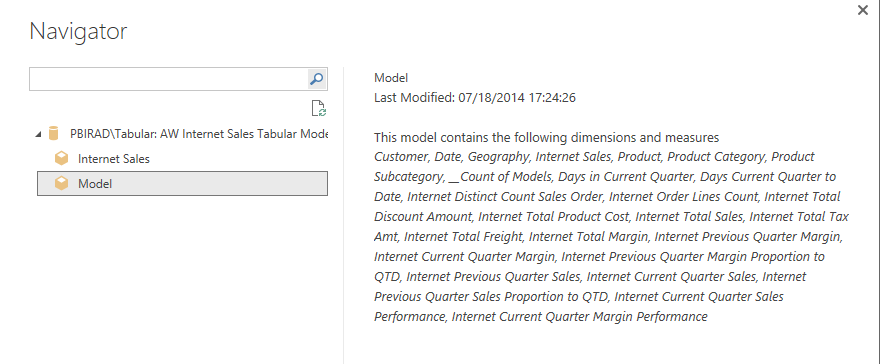 Navigator
PBIRAD\Tabular: AW Internet Sales Tabular Mode
Internet Sales
Model
Model
Last Modified: 07/18/2014 17:24:26
This model contains the following dimensions and measures
Customer, Date, Geography, Internet Sales, Product, Product Category, Product
Subcategory, __Count of Models, Days in Current Quarter, Days Current Quarter to
Date, Internet Distinct Count Sales Order, Internet Order Lines Count, Internet Total
Discount Amount, Internet Total Product Cost, Internet Total Sales, Internet Total Tax
Amt, Internet Total Freight, Internet Total Margin, Internet Previous Quarter Margin,
Internet Current Quarter Margin, Internet Previous Quarter Margin Proportion to
QTD, Internet Previous Quarter Sales, Internet Current Quarter Sales, Internet
Previous Quarter Sales Proportion to QTD, Internet Current Quarter Sales
Performance, Internet Current Quarter Margin Performance